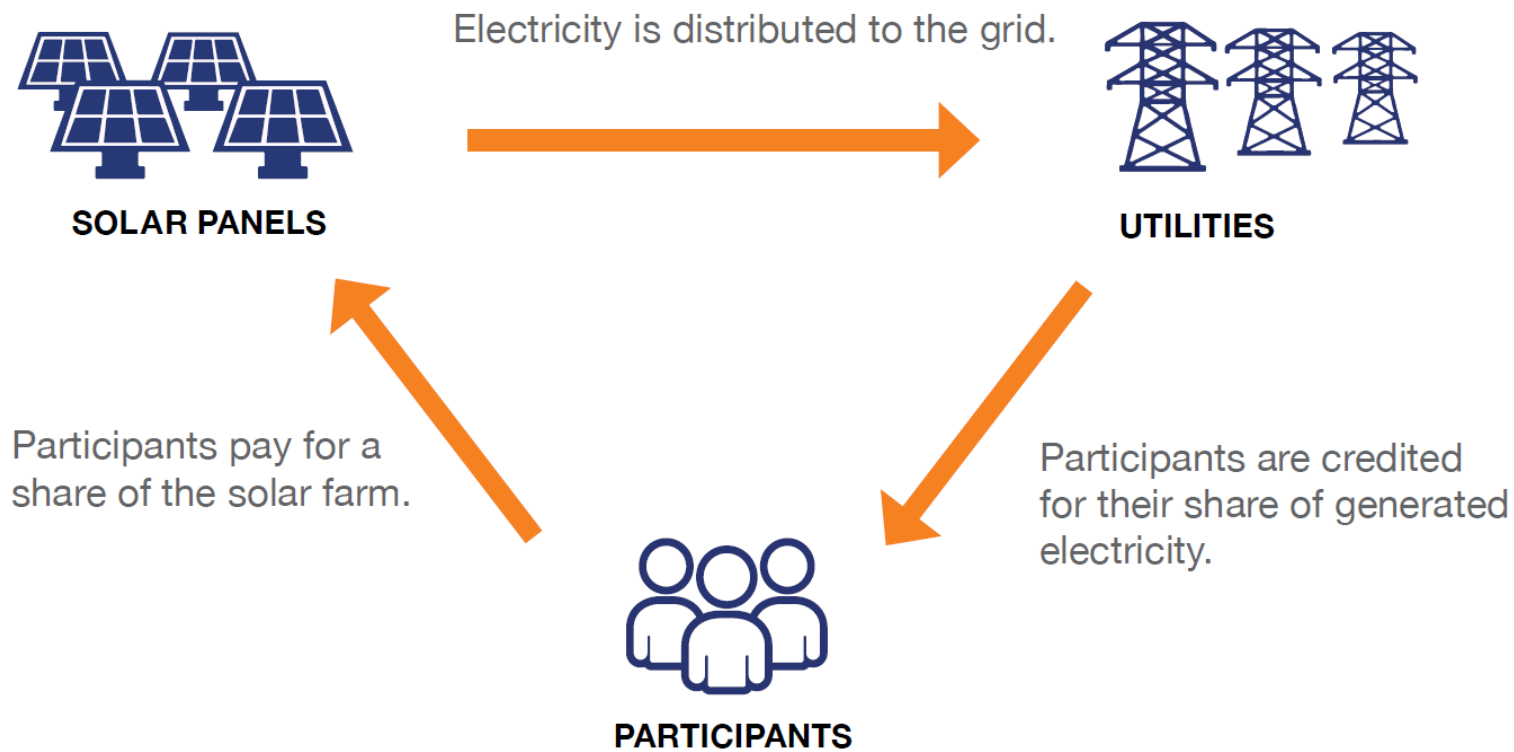 Electricity is distributed to the grid.
SOLAR PANELS
UTILITIES
Participants pay for a
share of the solar farm.
Participants are credited
for their share of generated
electricity.
PARTICIPANTS